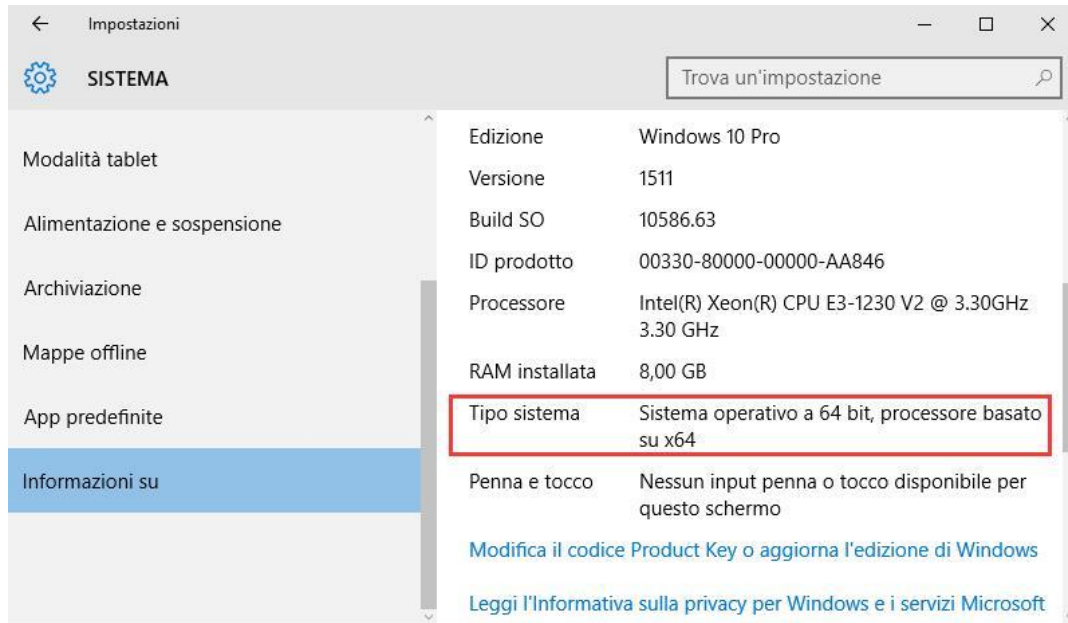 Impostazioni
SISTEMA
Trova un'impostazione
Modalità tablet
Alimentazione e sospensione
Archiviazione
Mappe offline
App predefinite
Informazioni su
Edizione Windows 10 Pro
Versione 1511
Build SO 10586.63
ID prodotto 00330-80000-00000-AA846
Processore Intel(R) Xeon(R) CPU E3-1230 V2 @ 3.30GHz
3.30 GHz
RAM installata 8,00 GB
Tipo sistema Sistema operativo a 64 bit, processore basato
su x64
Penna e tocco Nessun input penna o tocco disponibile per
questo schermo
Modifica il codice Product Key o aggiorna l'edizione di Windows
Leggi l'Informativa sulla privacy per Windows e i servizi Microsoft